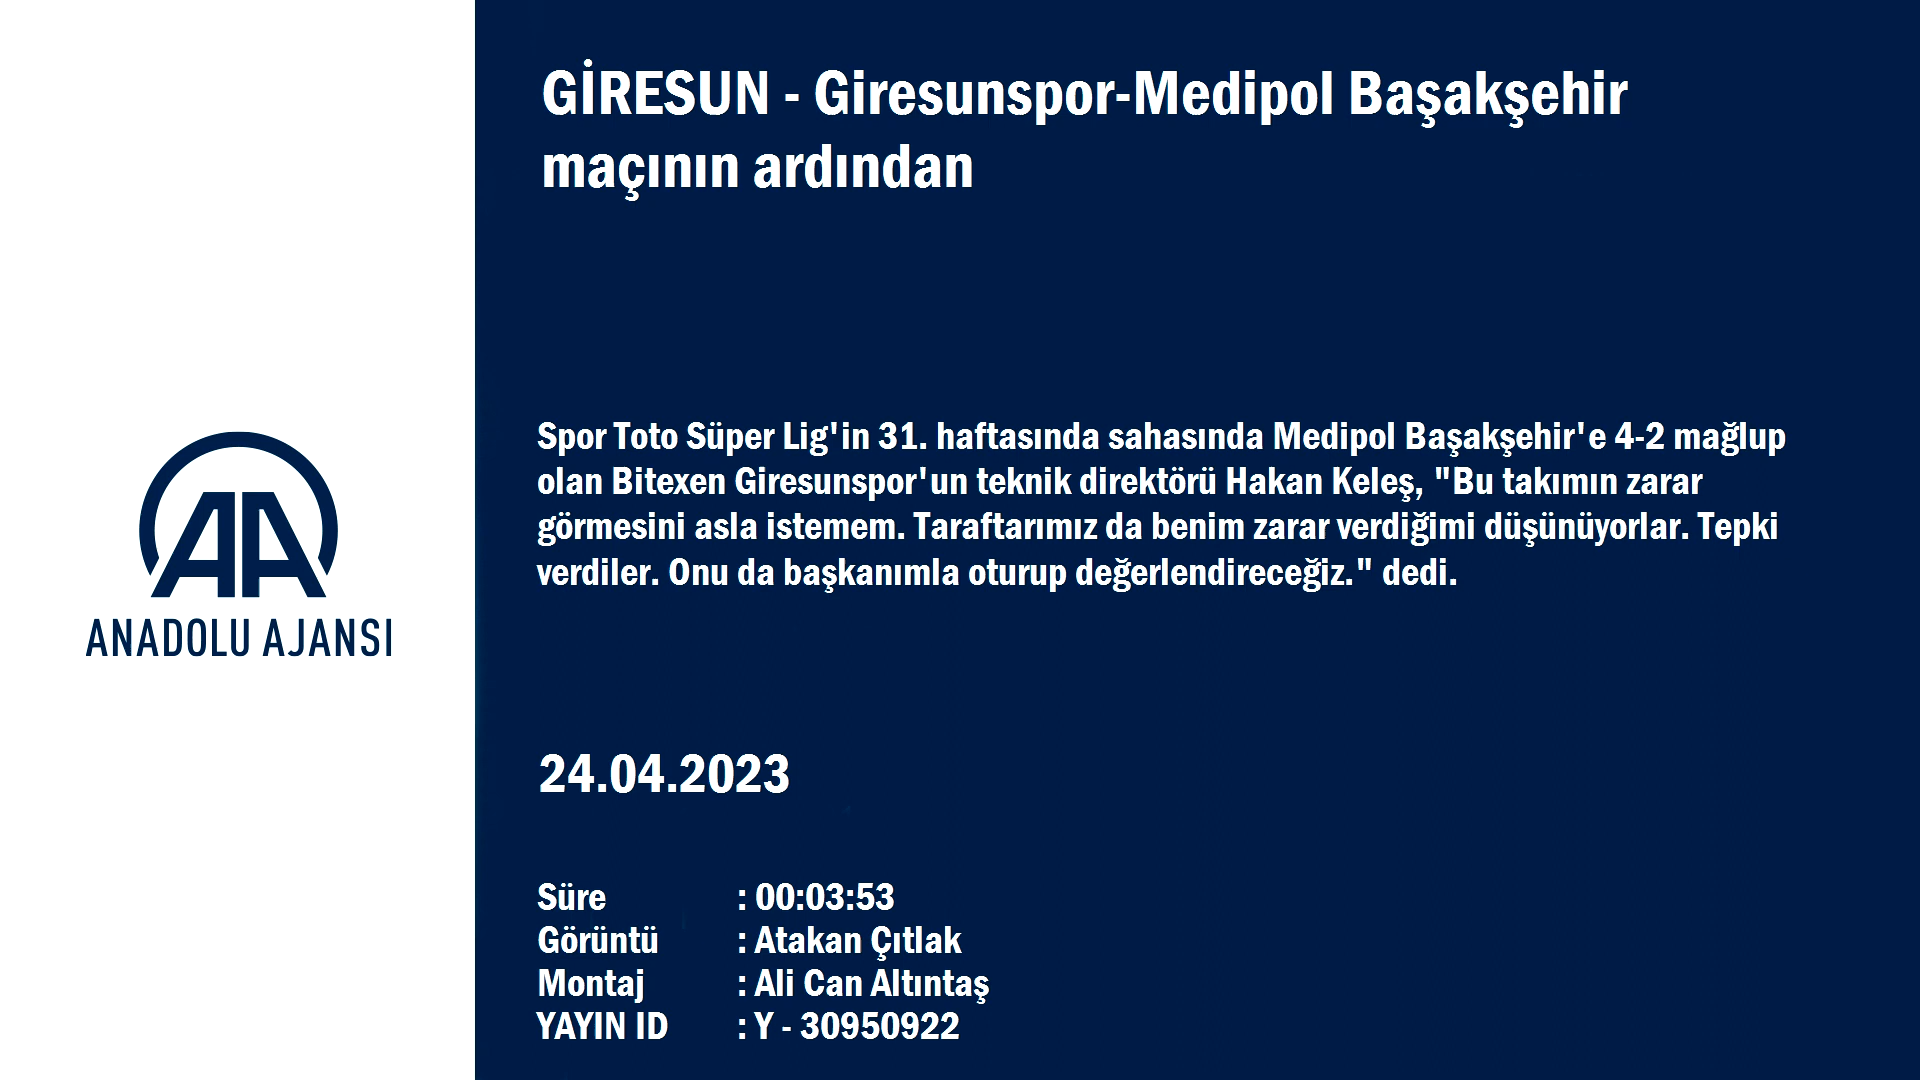 GİRESUN - Giresunspor-Medipol Başakşehir
maçının ardından
Spor Toto Süper Lig'in 31. haftasında sahasında Medipol Başakşehir'e 4-2 mağlup
olan Bitexen Giresunspor'un teknik direktörü Hakan Keleş, "Bu takımın zarar
görmesini asla istemem. Taraftarımız da benim zarar verdiğimi düşünüyorlar. Tepki
verdiler. Onu da başkanımla oturup değerlendireceğiz." dedi.
AA
ANADOLU AJANSI
24.04.2023
Süre : 00:03:53
Görüntü : Atakan Çıtlak
Montaj : Ali Can Altıntaş
YAYIN ID : Y - 30950922